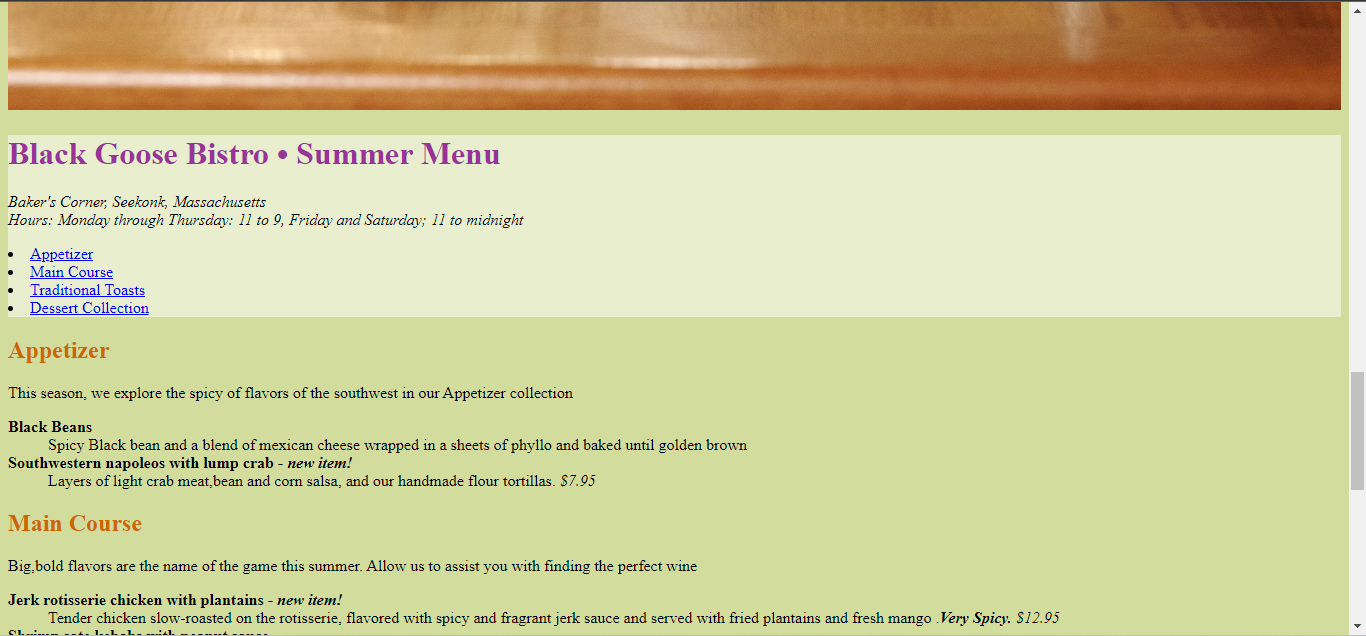 Black Goose Bistro • Summer Menu
Baker's Corner, Seekonk, Massachusetts
Hours: Monday through Thursday: 11 to 9, Friday and Saturday; 11 to midnight
• Appetizer
• Main Course
• Traditional Toasts
• Dessert Collection
Appetizer
This season, we explore the spicy of flavors of the southwest in our Appetizer collection
Black Beans
Spicy Black bean and a blend of mexican cheese wrapped in a sheets of phyllo and baked until golden brown
Southwestern napoleos with lump crab - new item!
Layers of light crab meat,bean and corn salsa, and our handmade flour tortillas. $7.95
Main Course
Big,bold flavors are the name of the game this summer. Allow us to assist you with finding the perfect wine
Jerk rotisserie chicken with plantains - new item!
Tender chicken slow-roasted on the rotisserie, flavored with spicy and fragrant jerk sauce and served with fried plantains and fresh mango .Very Spicy. $12.95